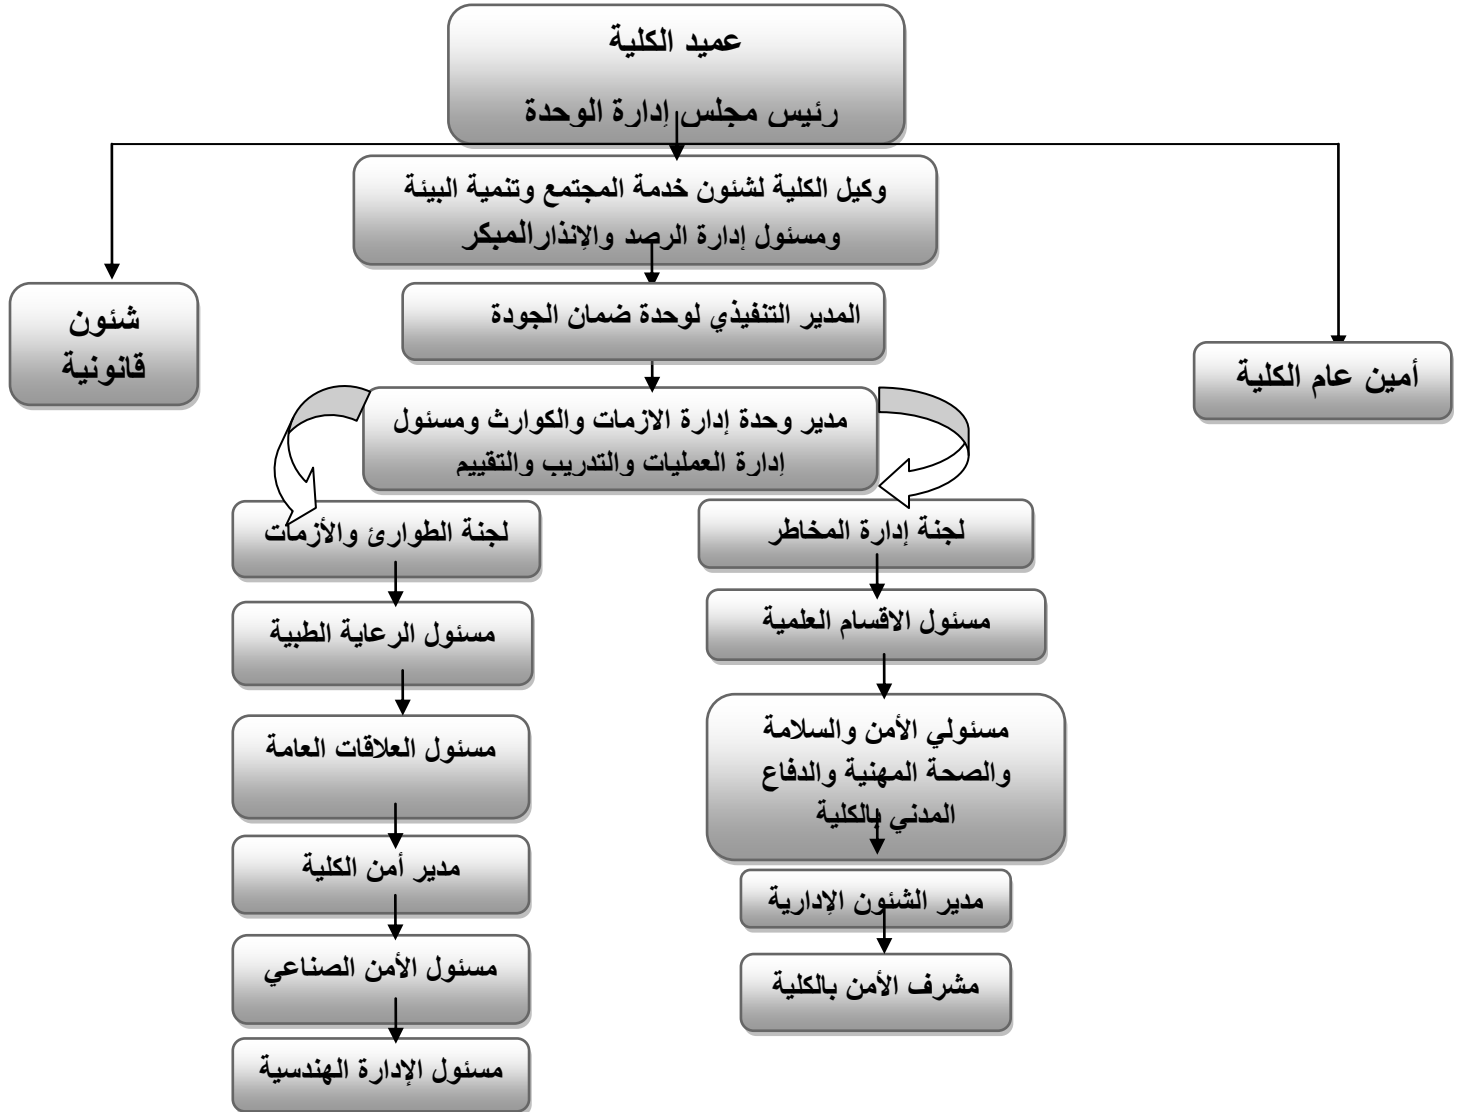 عميد الكلية
رئيس مجلس إدارة الوحدة
وكيل الكلية لشئون خدمة المجتمع وتنمية البيئة
ومسئول إدارة الرصد والإنذار المبكر
شئون
قانونية
المدير التنفيذي لوحدة ضمان الجودة
أمين عام الكلية
مدير وحدة إدارة الازمات والكوارث ومسئول
إدارة العمليات والتدريب والتقييم
لجنة إدارة المخاطر
مسئول الاقسام العلمية
مسئولي الأمن والسلامة
والصحة المهنية والدفاع
المدني بالكلية
مدير الشئون الإدارية
مشرف الأمن بالكلية
لجنة الطوارئ والأزمات
مسئول الرعاية الطبية
مسئول العلاقات العامة
مدير أمن الكلية
مسئول الأمن الصناعي
مسئول الإدارة الهندسية